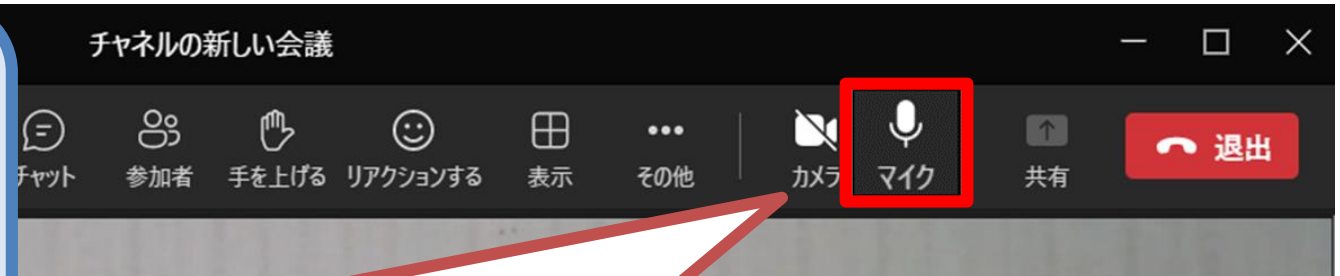 チャネルの新しい会議
チャット 参加者 手を上げる リアクションする 表示 その他 カメラ マイク 共有 退出